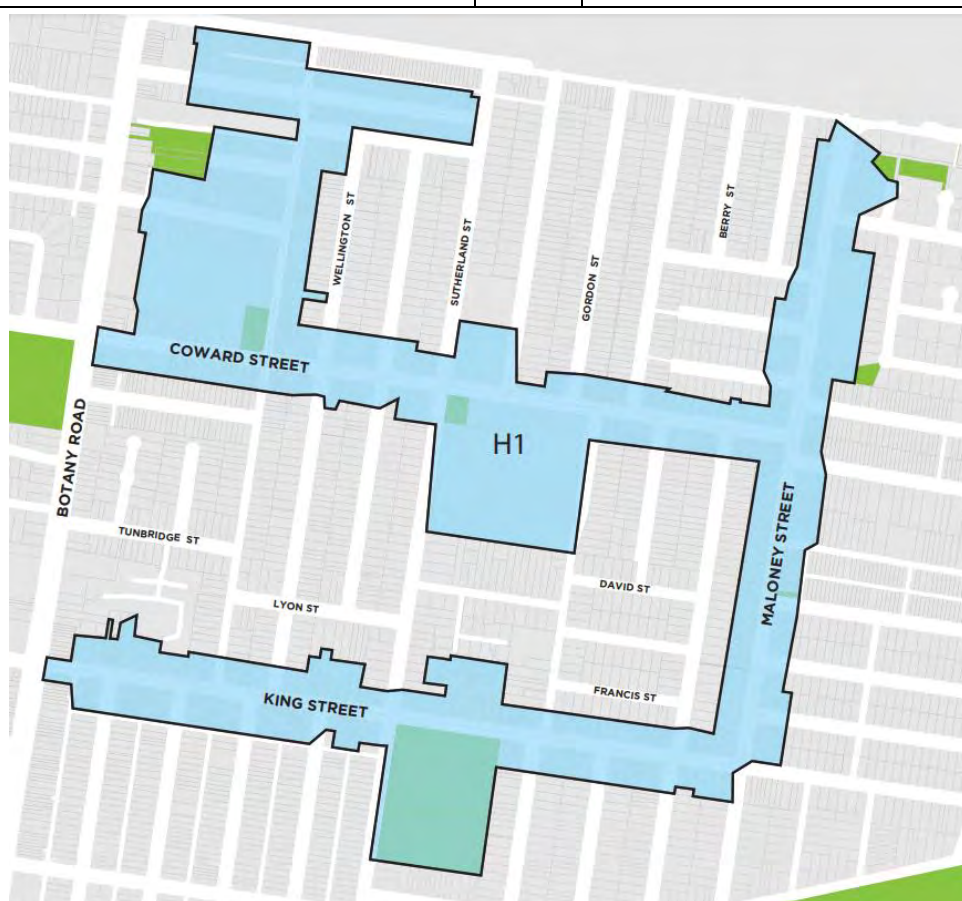 BERRY ST
WELLINGTON ST
SUTHERLAND ST
GORDON ST
COWARD STREET
H1
BOTANY ROAD
TUNBRIDGE ST
MALONEY STREET
DAVID ST
LYON ST
FRANCIS ST
KING STREET